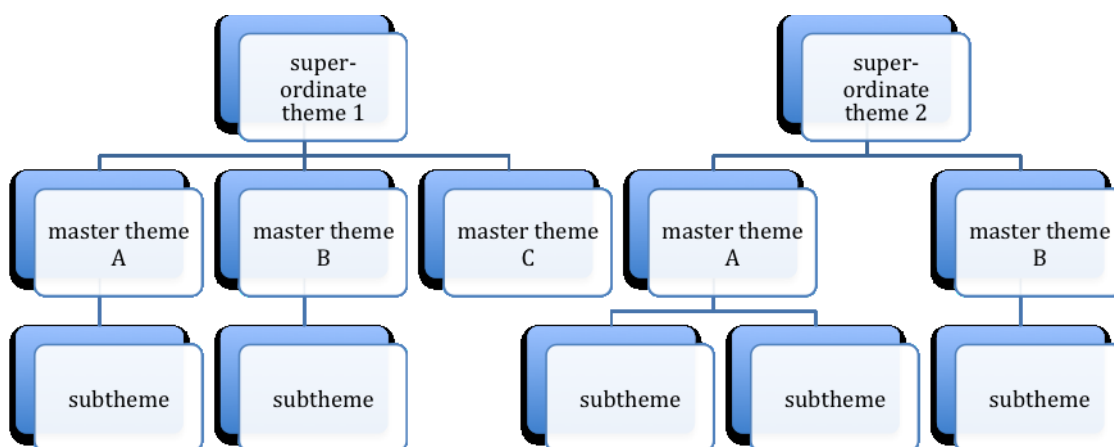 super-
ordinate
theme 1
super-
ordinate
theme 2
master theme
A
master theme
B
master theme
C
master theme
A
master theme
B
subtheme
subtheme
subtheme
subtheme
subtheme